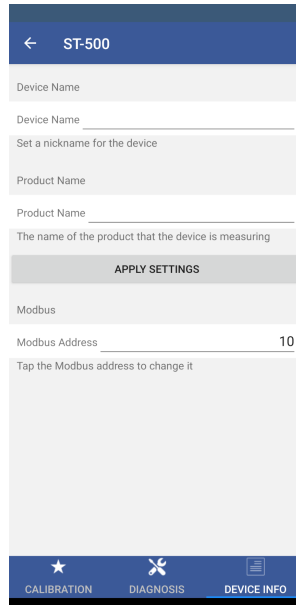 ST-500
Device Name
Device Name
Set a nickname for the device
Product Name
Product Name
The name of the product that the device is measuring
APPLY SETTINGS
Modbus
Modbus Address 10
Tap the Modbus address to change it
CALIBRATION DIAGNOSIS DEVICE INFO